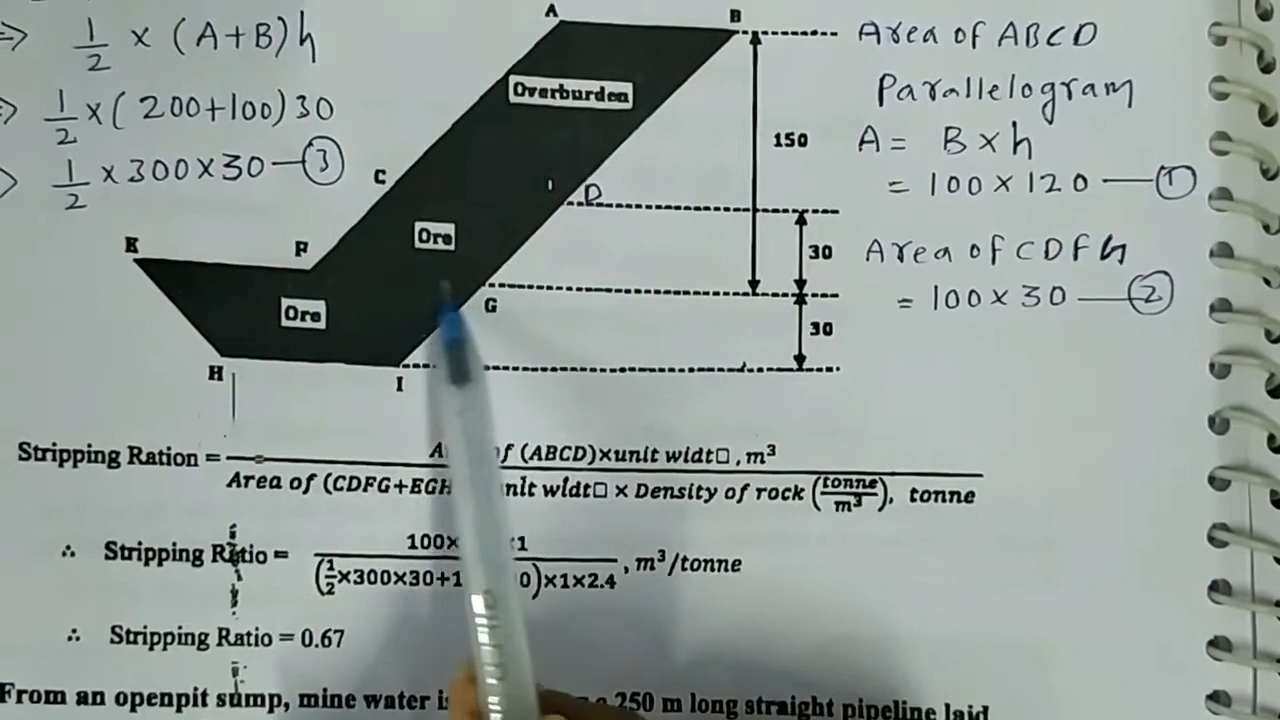 => 1/2 × (A+B)h
=> 1/2 ×( 200+100)30
1/2 ×300×30 — ③
A
B
Overburden
C
D
150
Ore
30
K
F
Ore
G
30
H
I
Area of ABCD
Parallelogram
A= B×h
= 100×120 — ①
Area of CDFG
= 100×30 — ②
Stripping Ration = 
(ABCD)×unit widt□ , m³
Area of (CDFG+EGH widt□ × Density of rock (tonne/m³), tonne
∴ Stripping Ratio = 
100× ×1
(1/2×300×30+1 0)×1×2.4 , m³/tonne
∴ Stripping Ratio = 0.67
From an openpit sump, mine water 250 m long straight pipeline laid